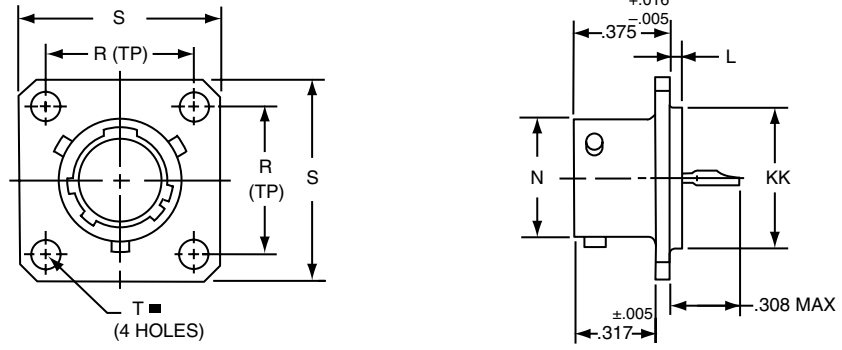 S
R (TP)
R
(TP)
S
T ■
(4 HOLES)
+.016
–.005
.375
L
N
KK
.308 MAX
±.005
.317